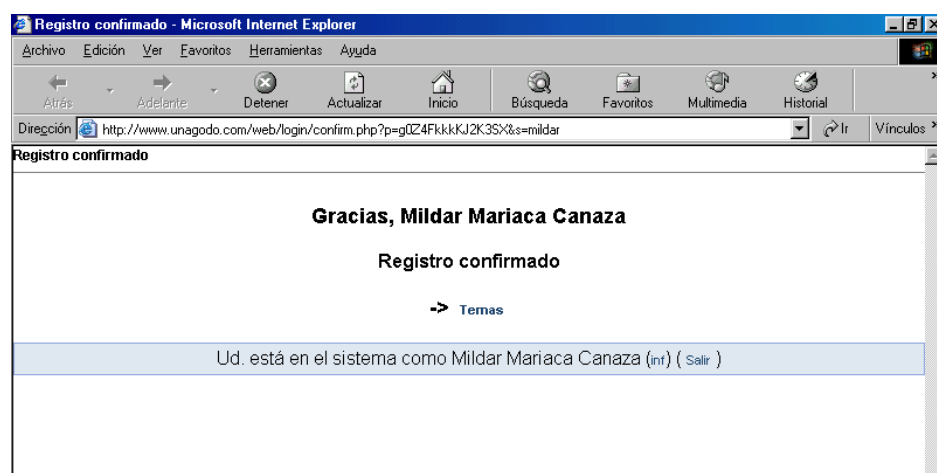 Registro confirmado - Microsoft Internet Explorer
Archivo Edición Ver Favoritos Herramientas Ayuda
Atrás Adelante Detener Actualizar Inicio Búsqueda Favoritos Multimedia Historial »
Dirección http://www.unagodo.com/web/login/confirm.php?p=g0Z4FkkkKJ2K3SX&s=mildar Ir Vínculos »
Registro confirmado
Gracias, Mildar Mariaca Canaza
Registro confirmado
-> Temas
Ud. está en el sistema como Mildar Mariaca Canaza (inf) ( Salir )